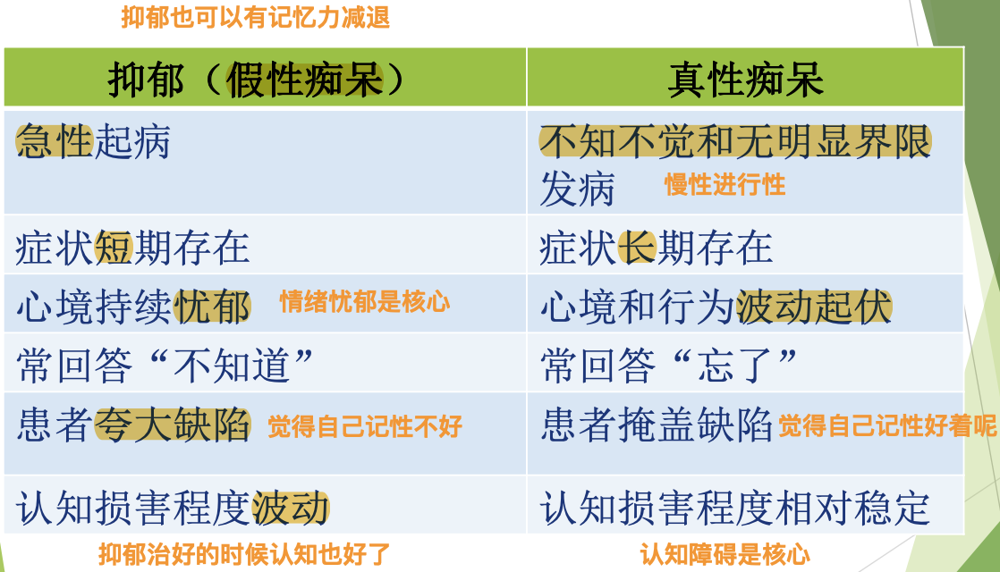 抑郁也可以有记忆力减退
抑郁（假性痴呆）
真性痴呆
急性起病
不知不觉和无明显界限
发病
慢性进行性
症状短期存在
症状长期存在
心境持续忧郁
情绪忧郁是核心
心境和行为波动起伏
常回答“不知道”
常回答“忘了”
患者夸大缺陷
觉得自己记性不好
患者掩盖缺陷
觉得自己记性好着呢
认知损害程度波动
认知损害程度相对稳定
抑郁治好的时候认知也好了
认知障碍是核心